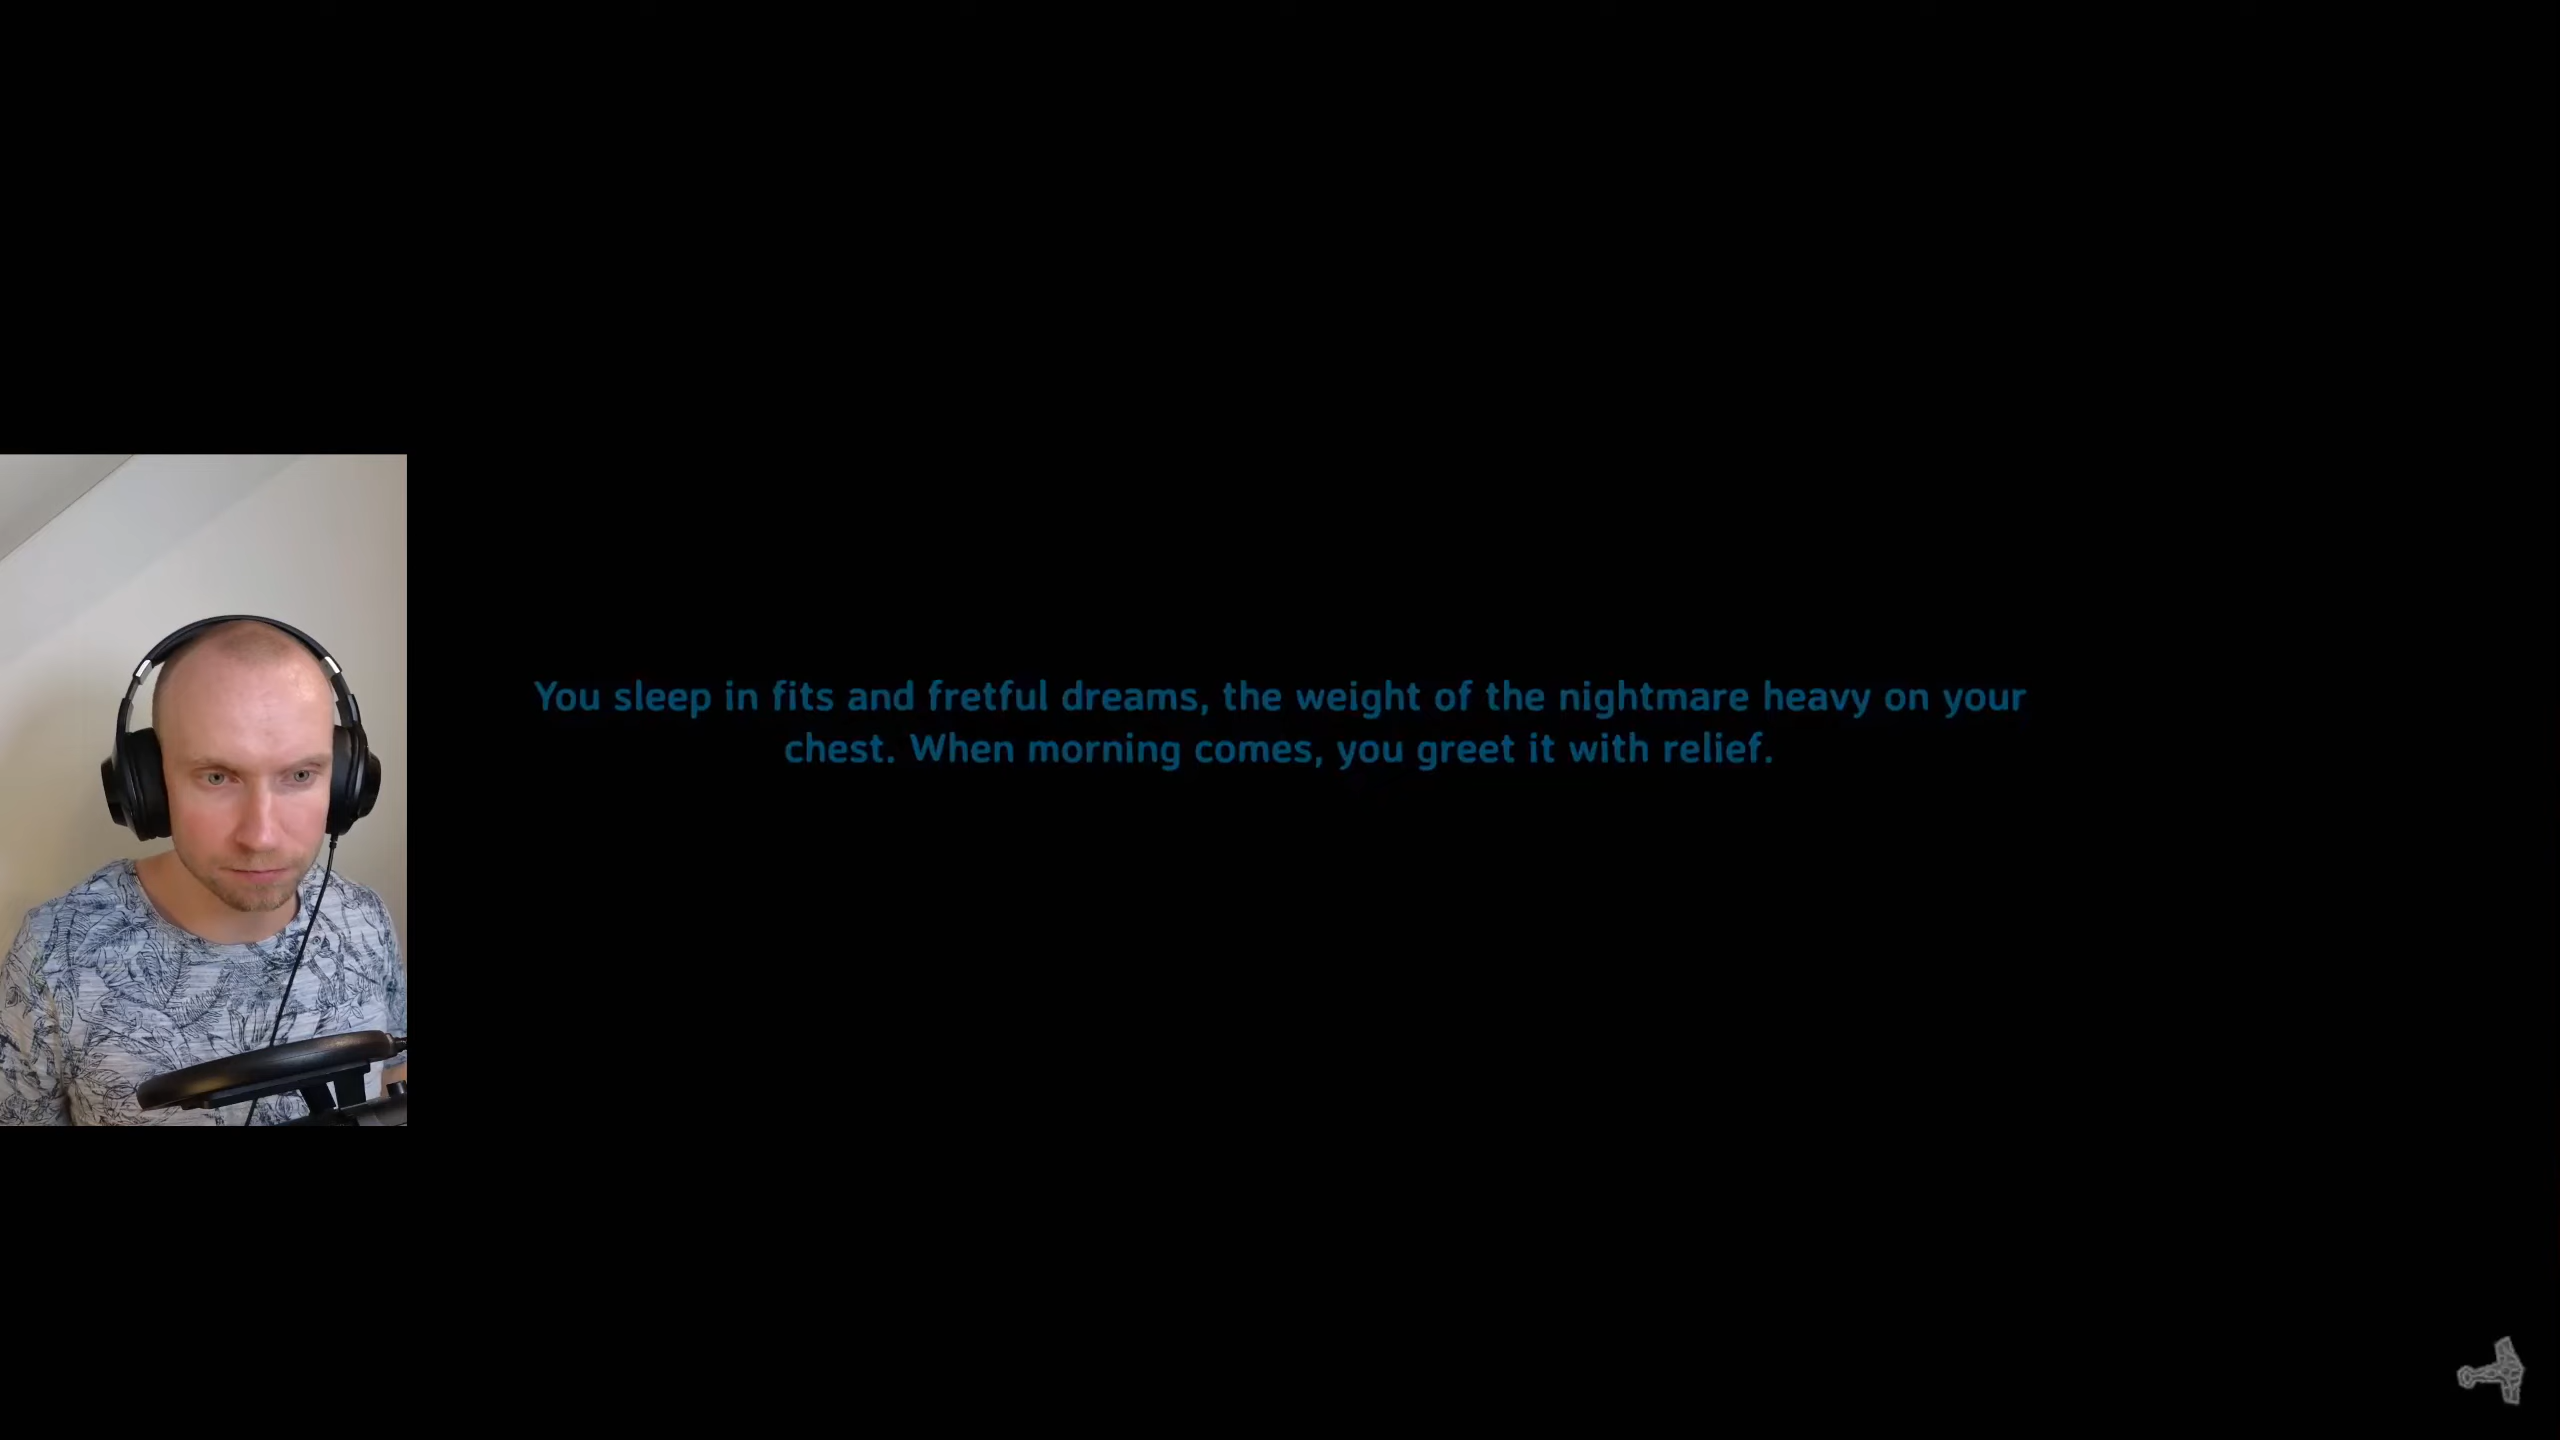 You sleep in fits and fretful dreams, the weight of the nightmare heavy on your
chest. When morning comes, you greet it with relief.